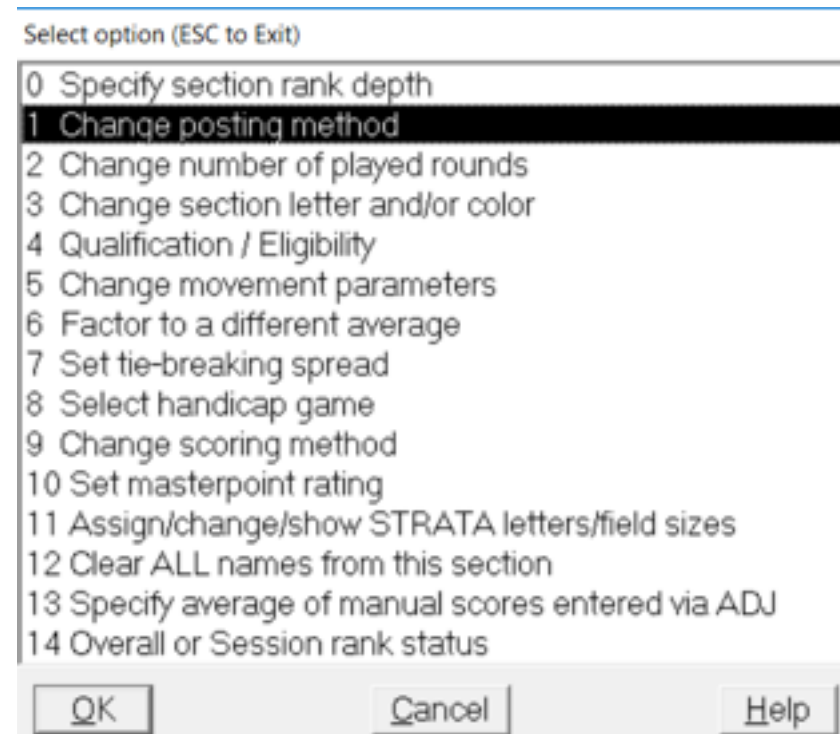 Select option (ESC to Exit)
0 Specify section rank depth
1 Change posting method
2 Change number of played rounds
3 Change section letter and/or color
4 Qualification / Eligibility
5 Change movement parameters
6 Factor to a different average
7 Set tie-breaking spread
8 Select handicap game
9 Change scoring method
10 Set masterpoint rating
11 Assign/change/show STRATA letters/field sizes
12 Clear ALL names from this section
13 Specify average of manual scores entered via ADJ
14 Overall or Session rank status
OK Cancel Help